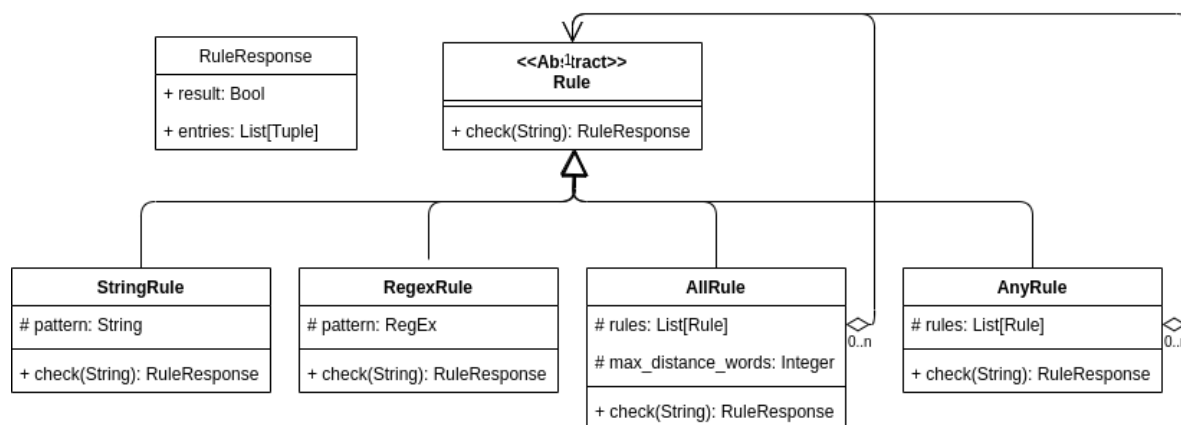 RuleResponse
+ result: Bool
+ entries: List[Tuple]
<<Abstract>>
1
Rule
+ check(String): RuleResponse
StringRule
# pattern: String
+ check(String): RuleResponse
RegexRule
# pattern: RegEx
+ check(String): RuleResponse
AllRule
# rules: List[Rule]
# max_distance_words: Integer
+ check(String): RuleResponse
0..n
AnyRule
# rules: List[Rule]
+ check(String): RuleResponse
0..n